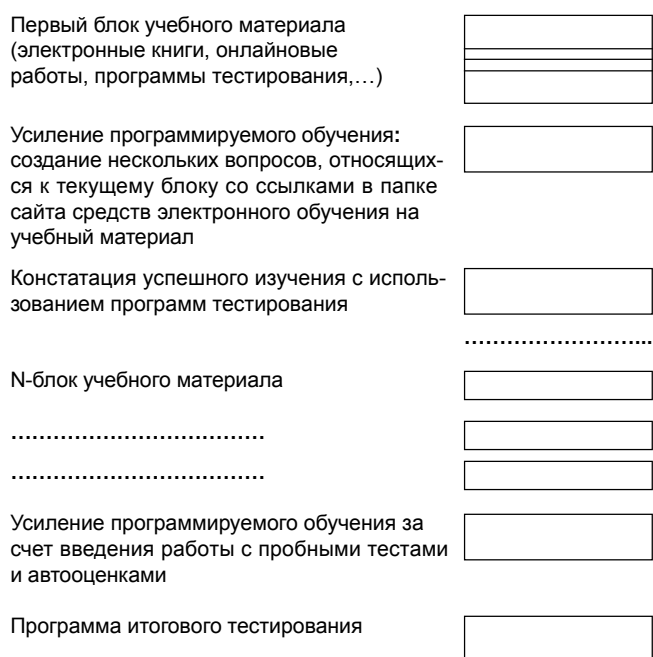 Первый блок учебного материала
(электронные книги, онлайновые
работы, программы тестирования,…)
Усиление программируемого обучения:
создание нескольких вопросов, относящих-
ся к текущему блоку со ссылками в папке
сайта средств электронного обучения на
учебный материал
Констатация успешного изучения с исполь-
зованием программ тестирования
……………………...
N-блок учебного материала
………………………………
………………………………
Усиление программируемого обучения за
счет введения работы с пробными тестами
и автооценками
Программа итогового тестирования